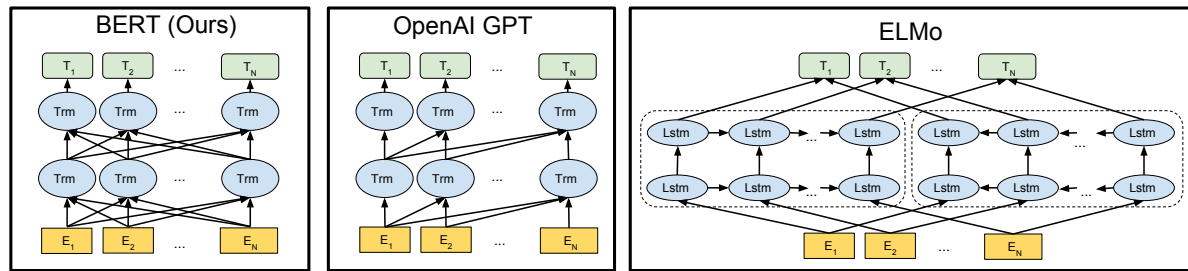 BERT (Ours)
T1 T2 ... TN
Trm Trm ... Trm
Trm Trm ... Trm
E1 E2 ... EN
OpenAI GPT
T1 T2 ... TN
Trm Trm ... Trm
Trm Trm ... Trm
E1 E2 ... EN
ELMo
T1 T2 ... TN
Lstm Lstm ... Lstm Lstm Lstm ... Lstm
Lstm Lstm ... Lstm Lstm Lstm ... Lstm
E1 E2 ... EN